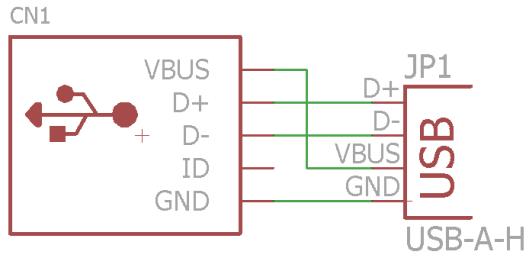 CN1
VBUS
D+
D-
ID
GND
JP1
D+
D-
VBUS
GND
USB
USB-A-H